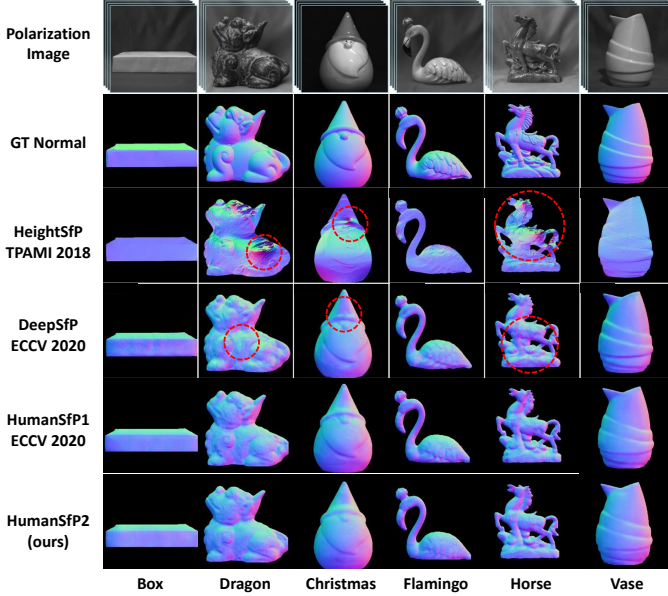 Polarization
Image
GT Normal
HeightSfP
TPAMI 2018
DeepSfP
ECCV 2020
HumanSfP1
ECCV 2020
HumanSfP2
(ours)
Box Dragon Christmas Flamingo Horse Vase